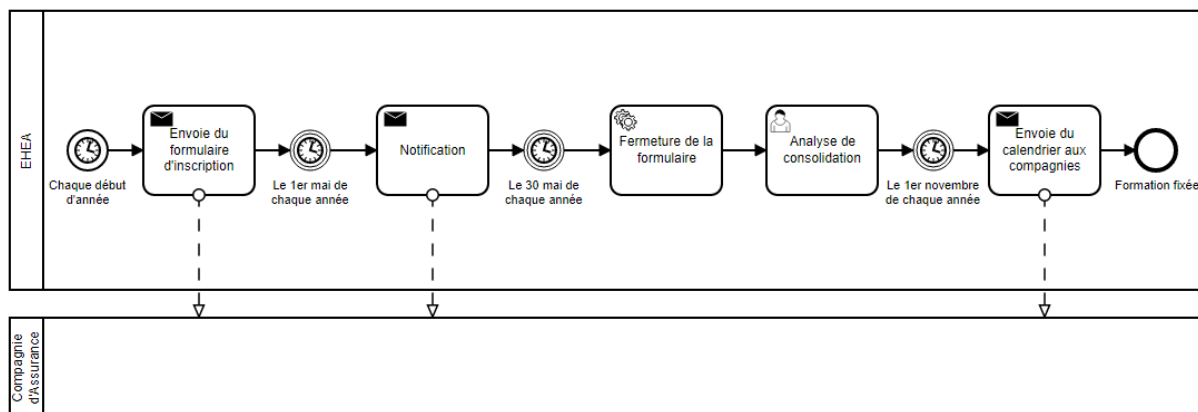 EHEA
Chaque début
d'année
Envoie du
formulaire
d'inscription
Le 1er mai de
chaque année
Notification
Le 30 mai de
chaque année
Fermeture de la
formulaire
Analyse de
consolidation
Le 1er novembre
de chaque année
Envoie du
calendrier aux
compagnies
Formation fixée
Compagnie
d'Assurance